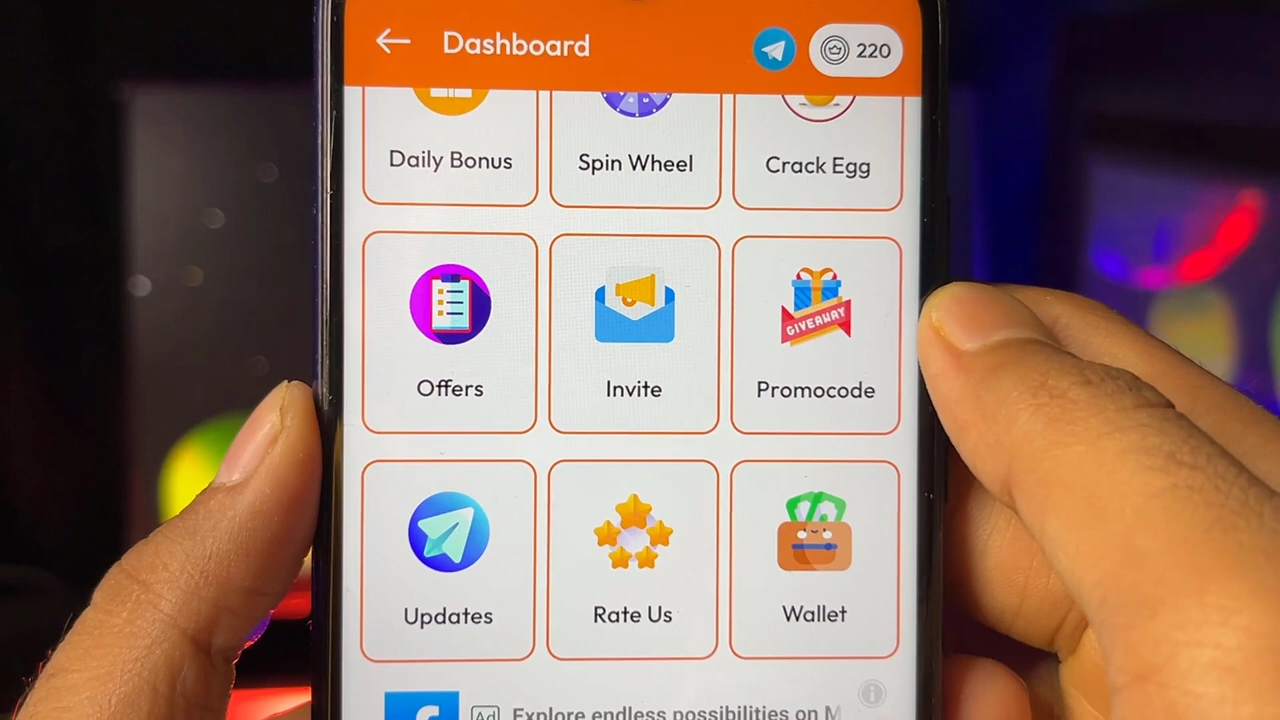 Dashboard
220
Daily Bonus
Spin Wheel
Crack Egg
Offers
Invite
GIVEAWAY
Promocode
Updates
Rate Us
Wallet
Ad Explore endless possibilities on M